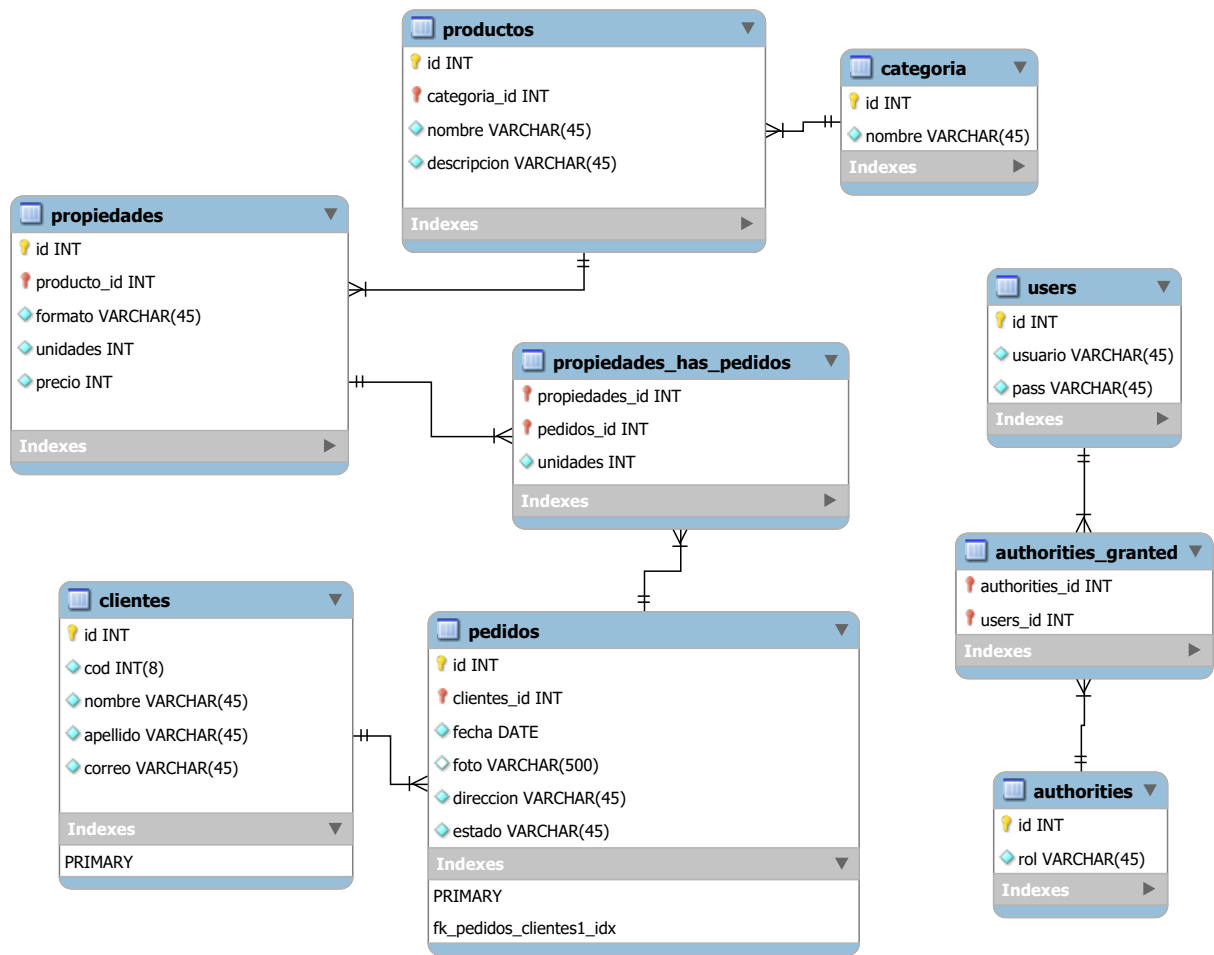 productos
id INT
categoria_id INT
nombre VARCHAR(45)
descripcion VARCHAR(45)
Indexes
categoria
id INT
nombre VARCHAR(45)
Indexes
propiedades
id INT
producto_id INT
formato VARCHAR(45)
unidades INT
precio INT
Indexes
propiedades_has_pedidos
propiedades_id INT
pedidos_id INT
unidades INT
Indexes
users
id INT
usuario VARCHAR(45)
pass VARCHAR(45)
Indexes
authorities_granted
authorities_id INT
users_id INT
Indexes
clientes
id INT
cod INT(8)
nombre VARCHAR(45)
apellido VARCHAR(45)
correo VARCHAR(45)
Indexes
PRIMARY
pedidos
id INT
clientes_id INT
fecha DATE
foto VARCHAR(500)
direccion VARCHAR(45)
estado VARCHAR(45)
Indexes
PRIMARY
fk_pedidos_clientes1_idx
authorities
id INT
rol VARCHAR(45)
Indexes